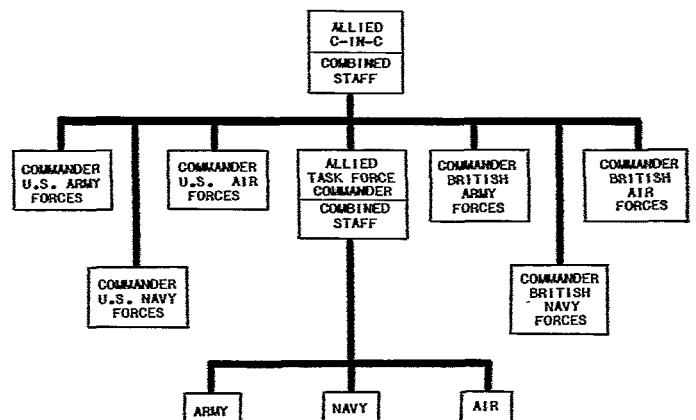 ALLIED
C-IN-C
COMBINED
STAFF
COMMANDER
U.S. ARMY
FORCES
COMMANDER
U.S. AIR
FORCES
ALLIED
TASK FORCE
COMMANDER
COMBINED
STAFF
COMMANDER
BRITISH
ARMY
FORCES
COMMANDER
BRITISH
AIR
FORCES
COMMANDER
U.S. NAVY
FORCES
COMMANDER
BRITISH
NAVY
FORCES
ARMY
NAVY
AIR